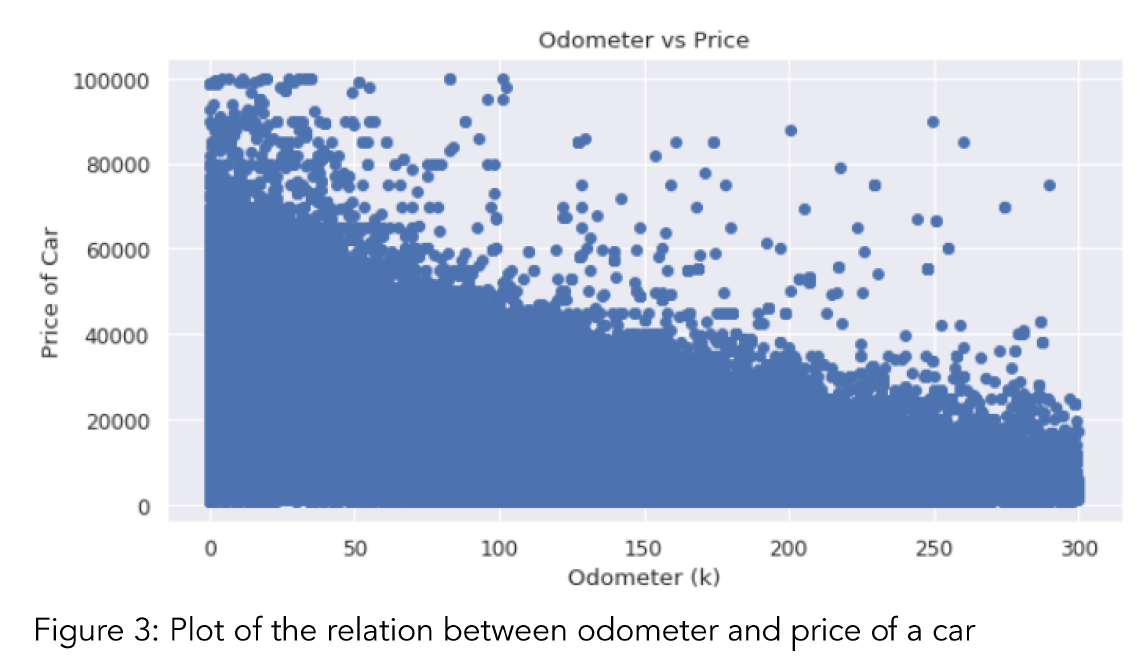 Odometer vs Price
Price of Car
100000
80000
60000
40000
20000
0
0 50 100 150 200 250 300
Odometer (k)
Figure 3: Plot of the relation between odometer and price of a car